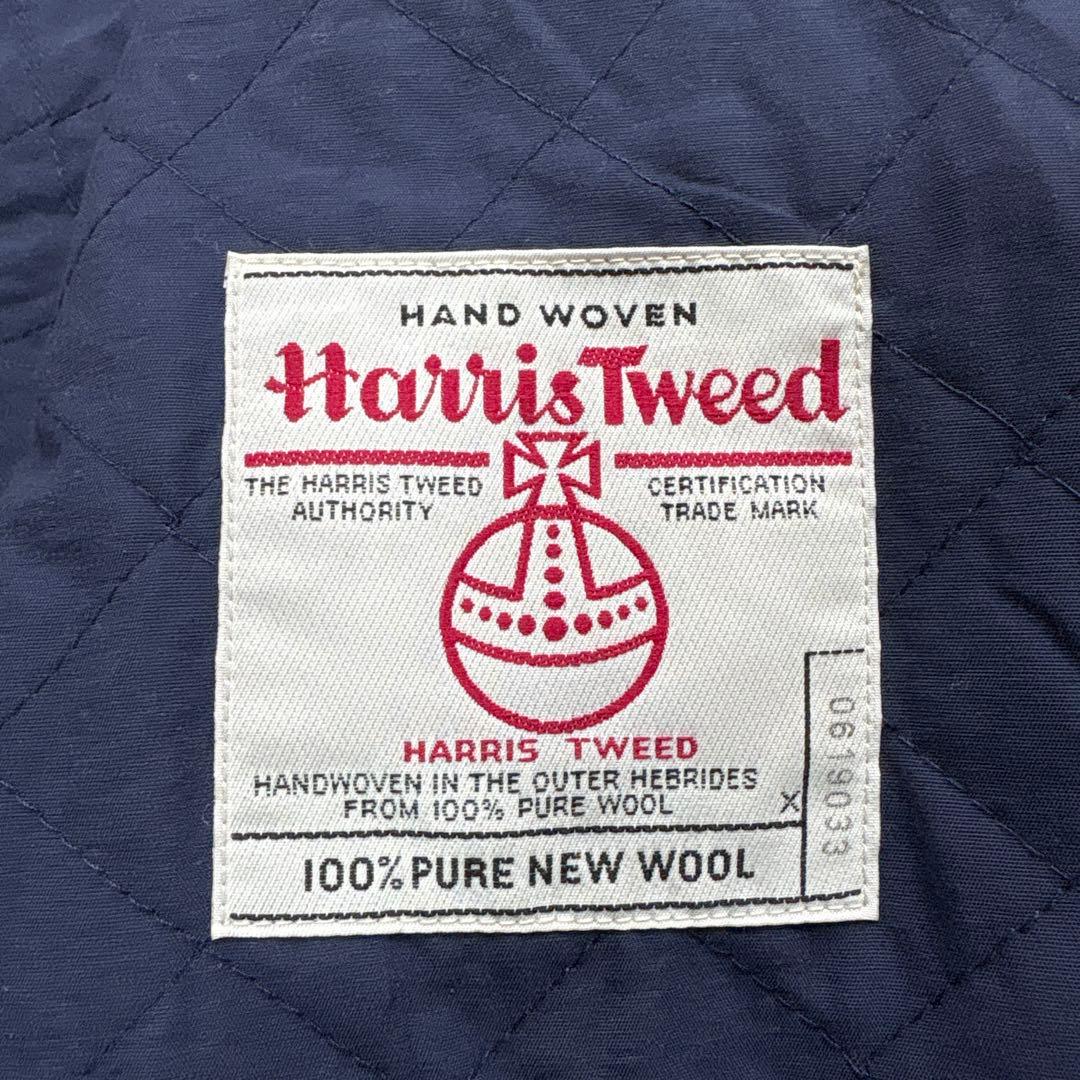 HAND WOVEN
Harris Tweed
THE HARRIS TWEED
AUTHORITY
CERTIFICATION
TRADE MARK
HARRIS TWEED
HANDWOVEN IN THE OUTER HEBRIDES
FROM 100% PURE WOOL
X
100% PURE NEW WOOL
0619033